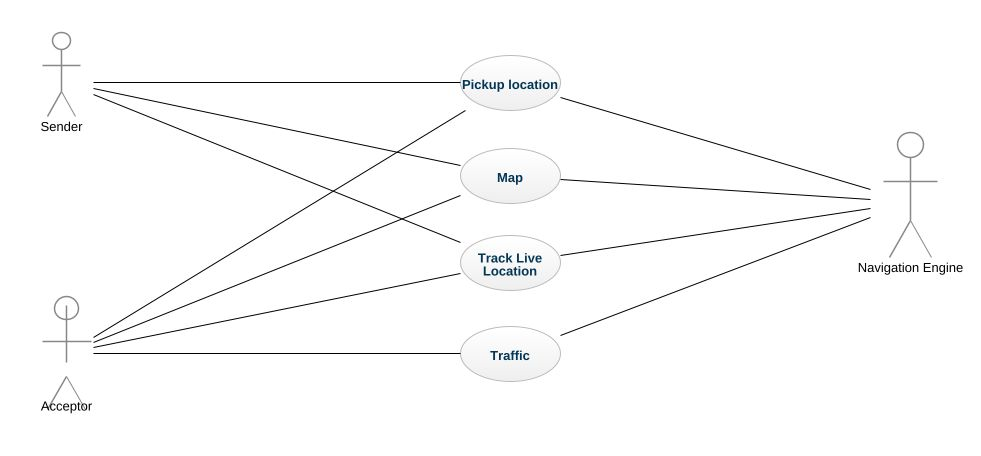 Pickup location
Sender
Map
Track Live
Location
Navigation Engine
Traffic
Acceptor